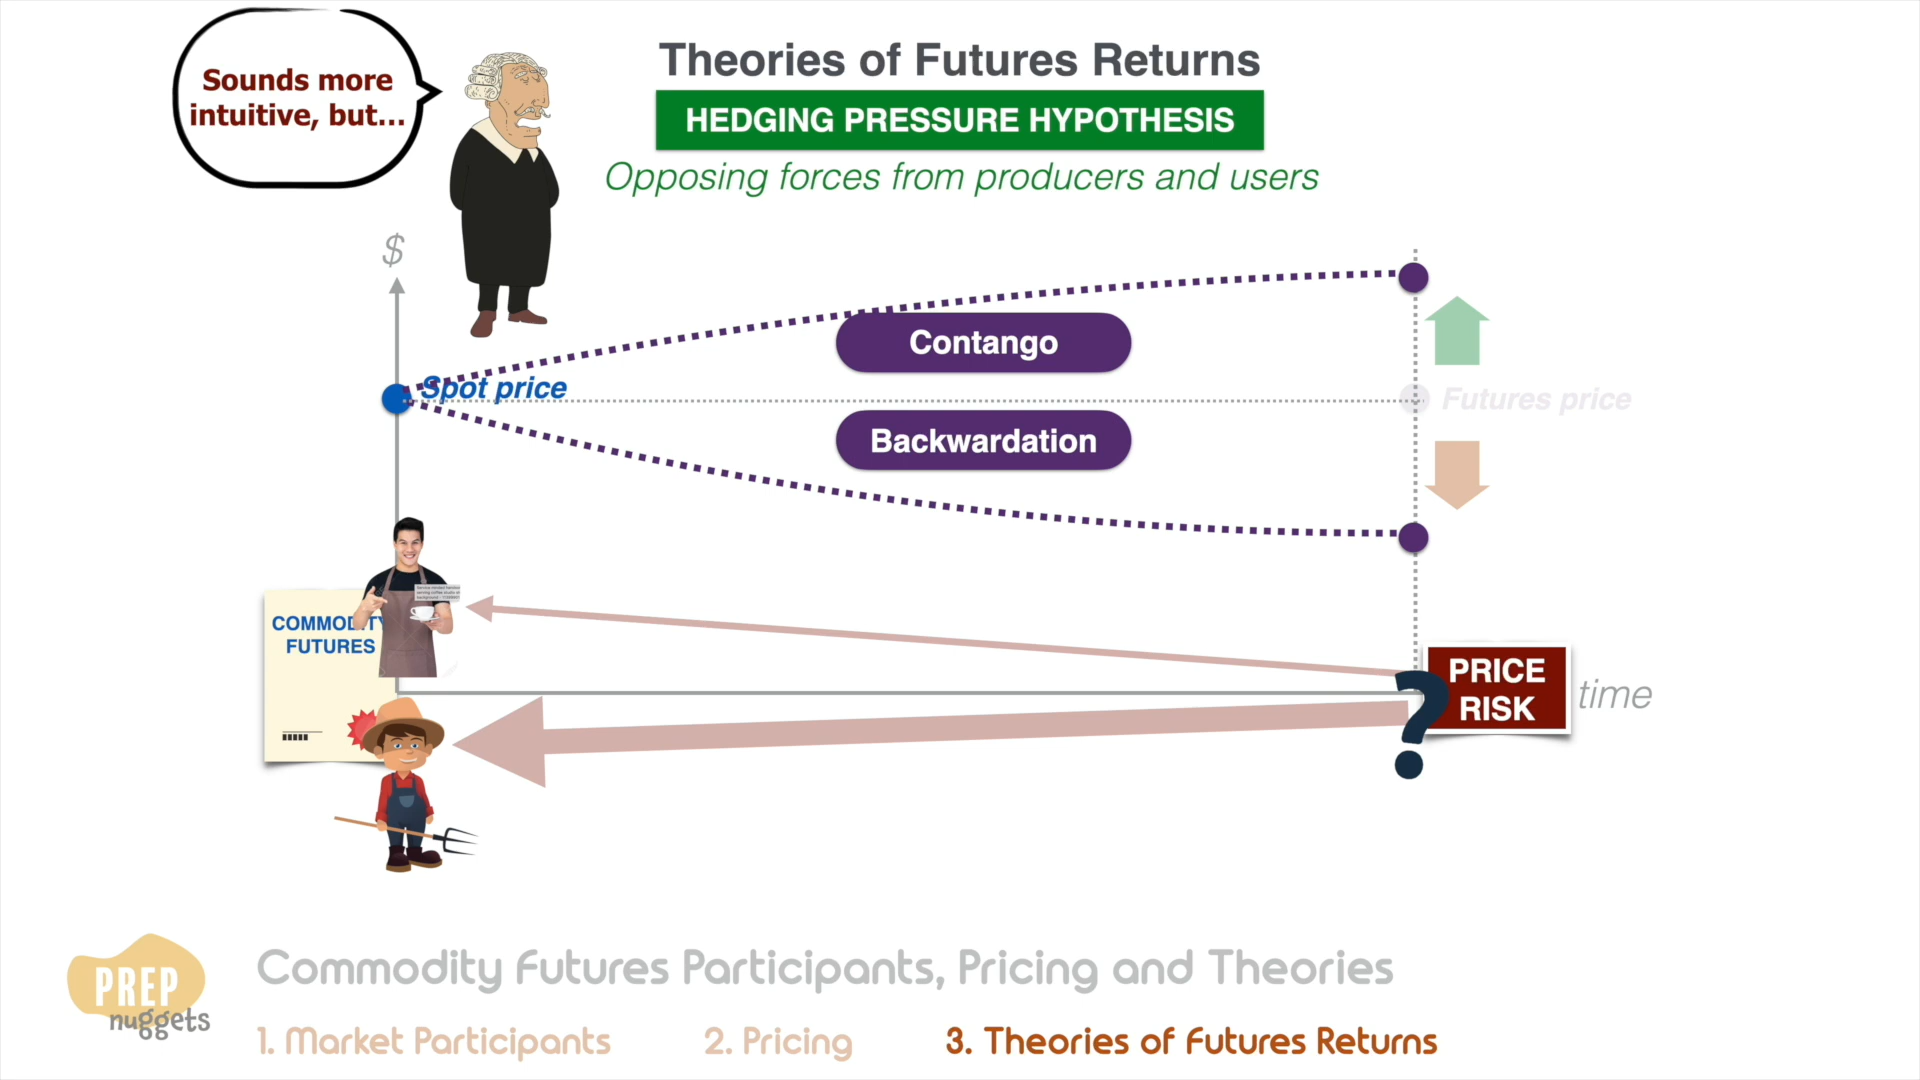 Sounds more
intuitive, but...
Theories of Futures Returns
HEDGING PRESSURE HYPOTHESIS
Opposing forces from producers and users
$
Contango
Spot price
Futures price
Backwardation
COMMODITY
FUTURES
PRICE
RISK
?
time
PREP
nuggets
Commodity Futures Participants, Pricing and Theories
1. Market Participants
2. Pricing
3. Theories of Futures Returns